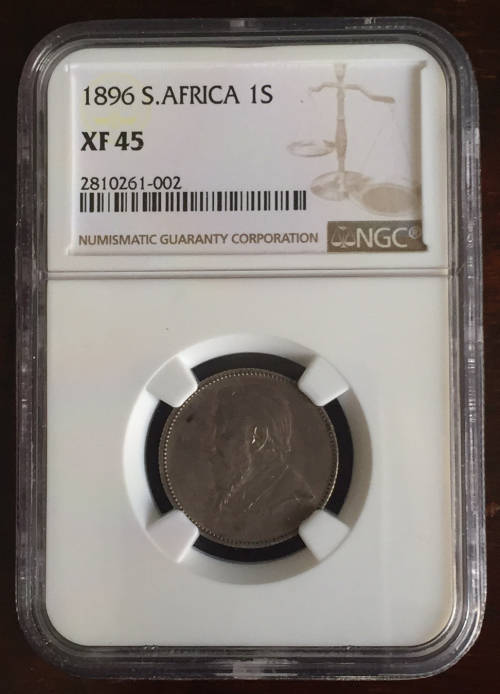 1896 S.AFRICA 1S
XF 45
2810261-002
NUMISMATIC GUARANTY CORPORATION NGC®